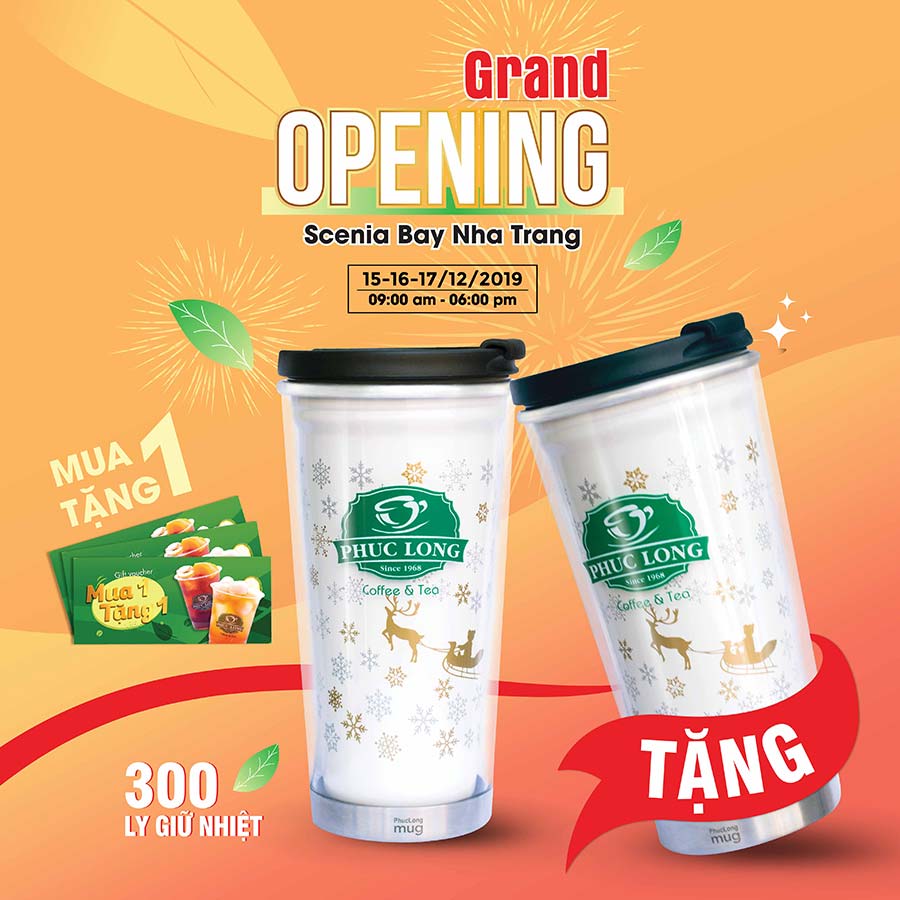 Grand
OPENING
Scenia Bay Nha Trang
15-16-17/12/2019
09:00 am - 06:00 pm
MUA 1
TẶNG
Gift voucher
Mua 1
Tặng 1
PHUC LONG
Since 1968
Coffee & Tea
PHUC LONG
Since 1968
Coffee & Tea
TẶNG
300
LY GIỮ NHIỆT
PhucLong
mug
PhucLong
mug